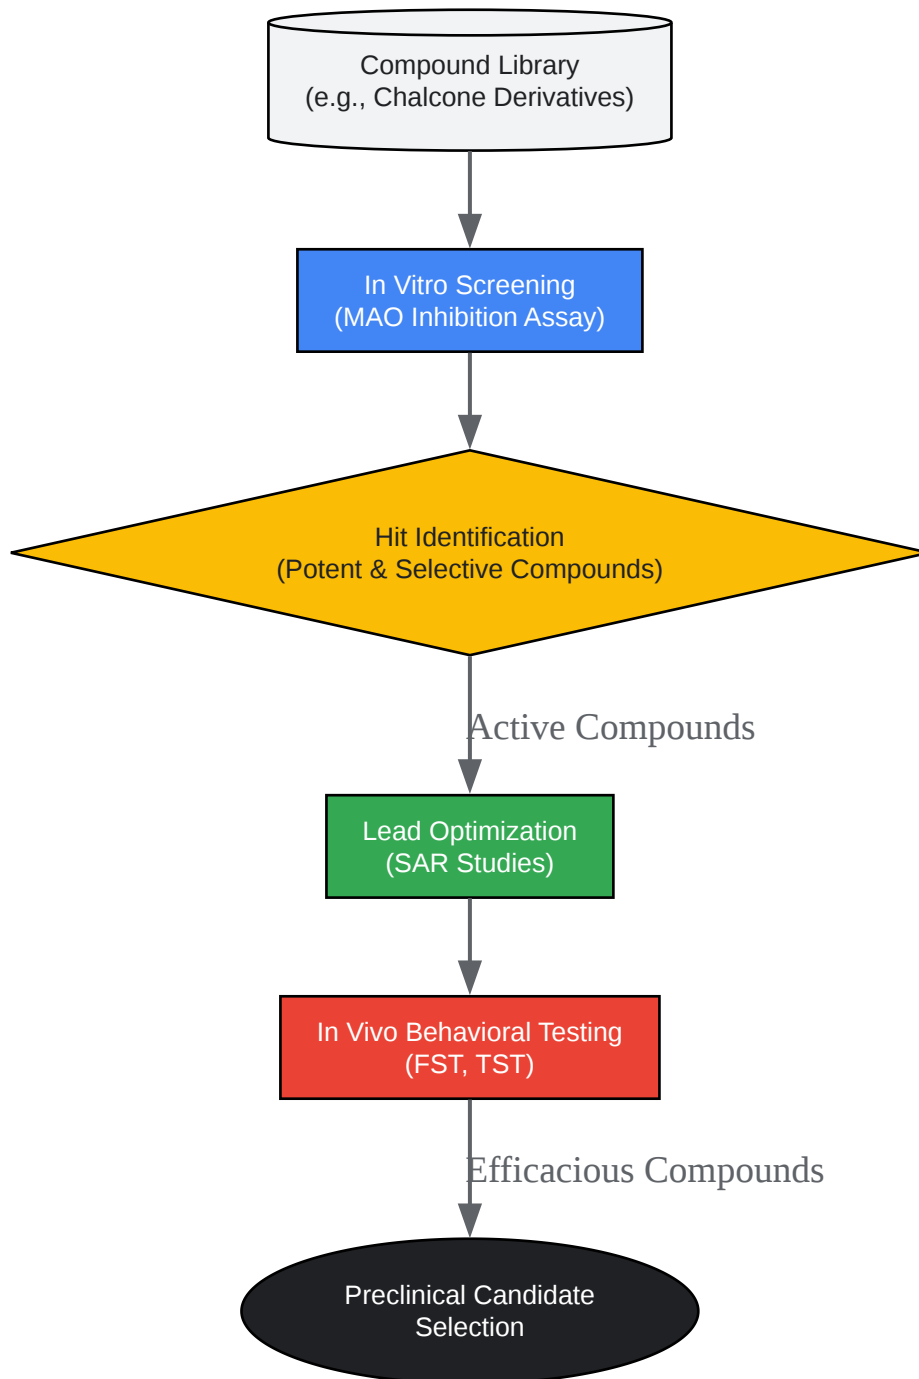 Compound Library
(e.g., Chalcone Derivatives)
In Vitro Screening
(MAO Inhibition Assay)
Hit Identification
(Potent & Selective Compounds)
Active Compounds
Lead Optimization
(SAR Studies)
In Vivo Behavioral Testing
(FST, TST)
Efficacious Compounds
Preclinical Candidate
Selection